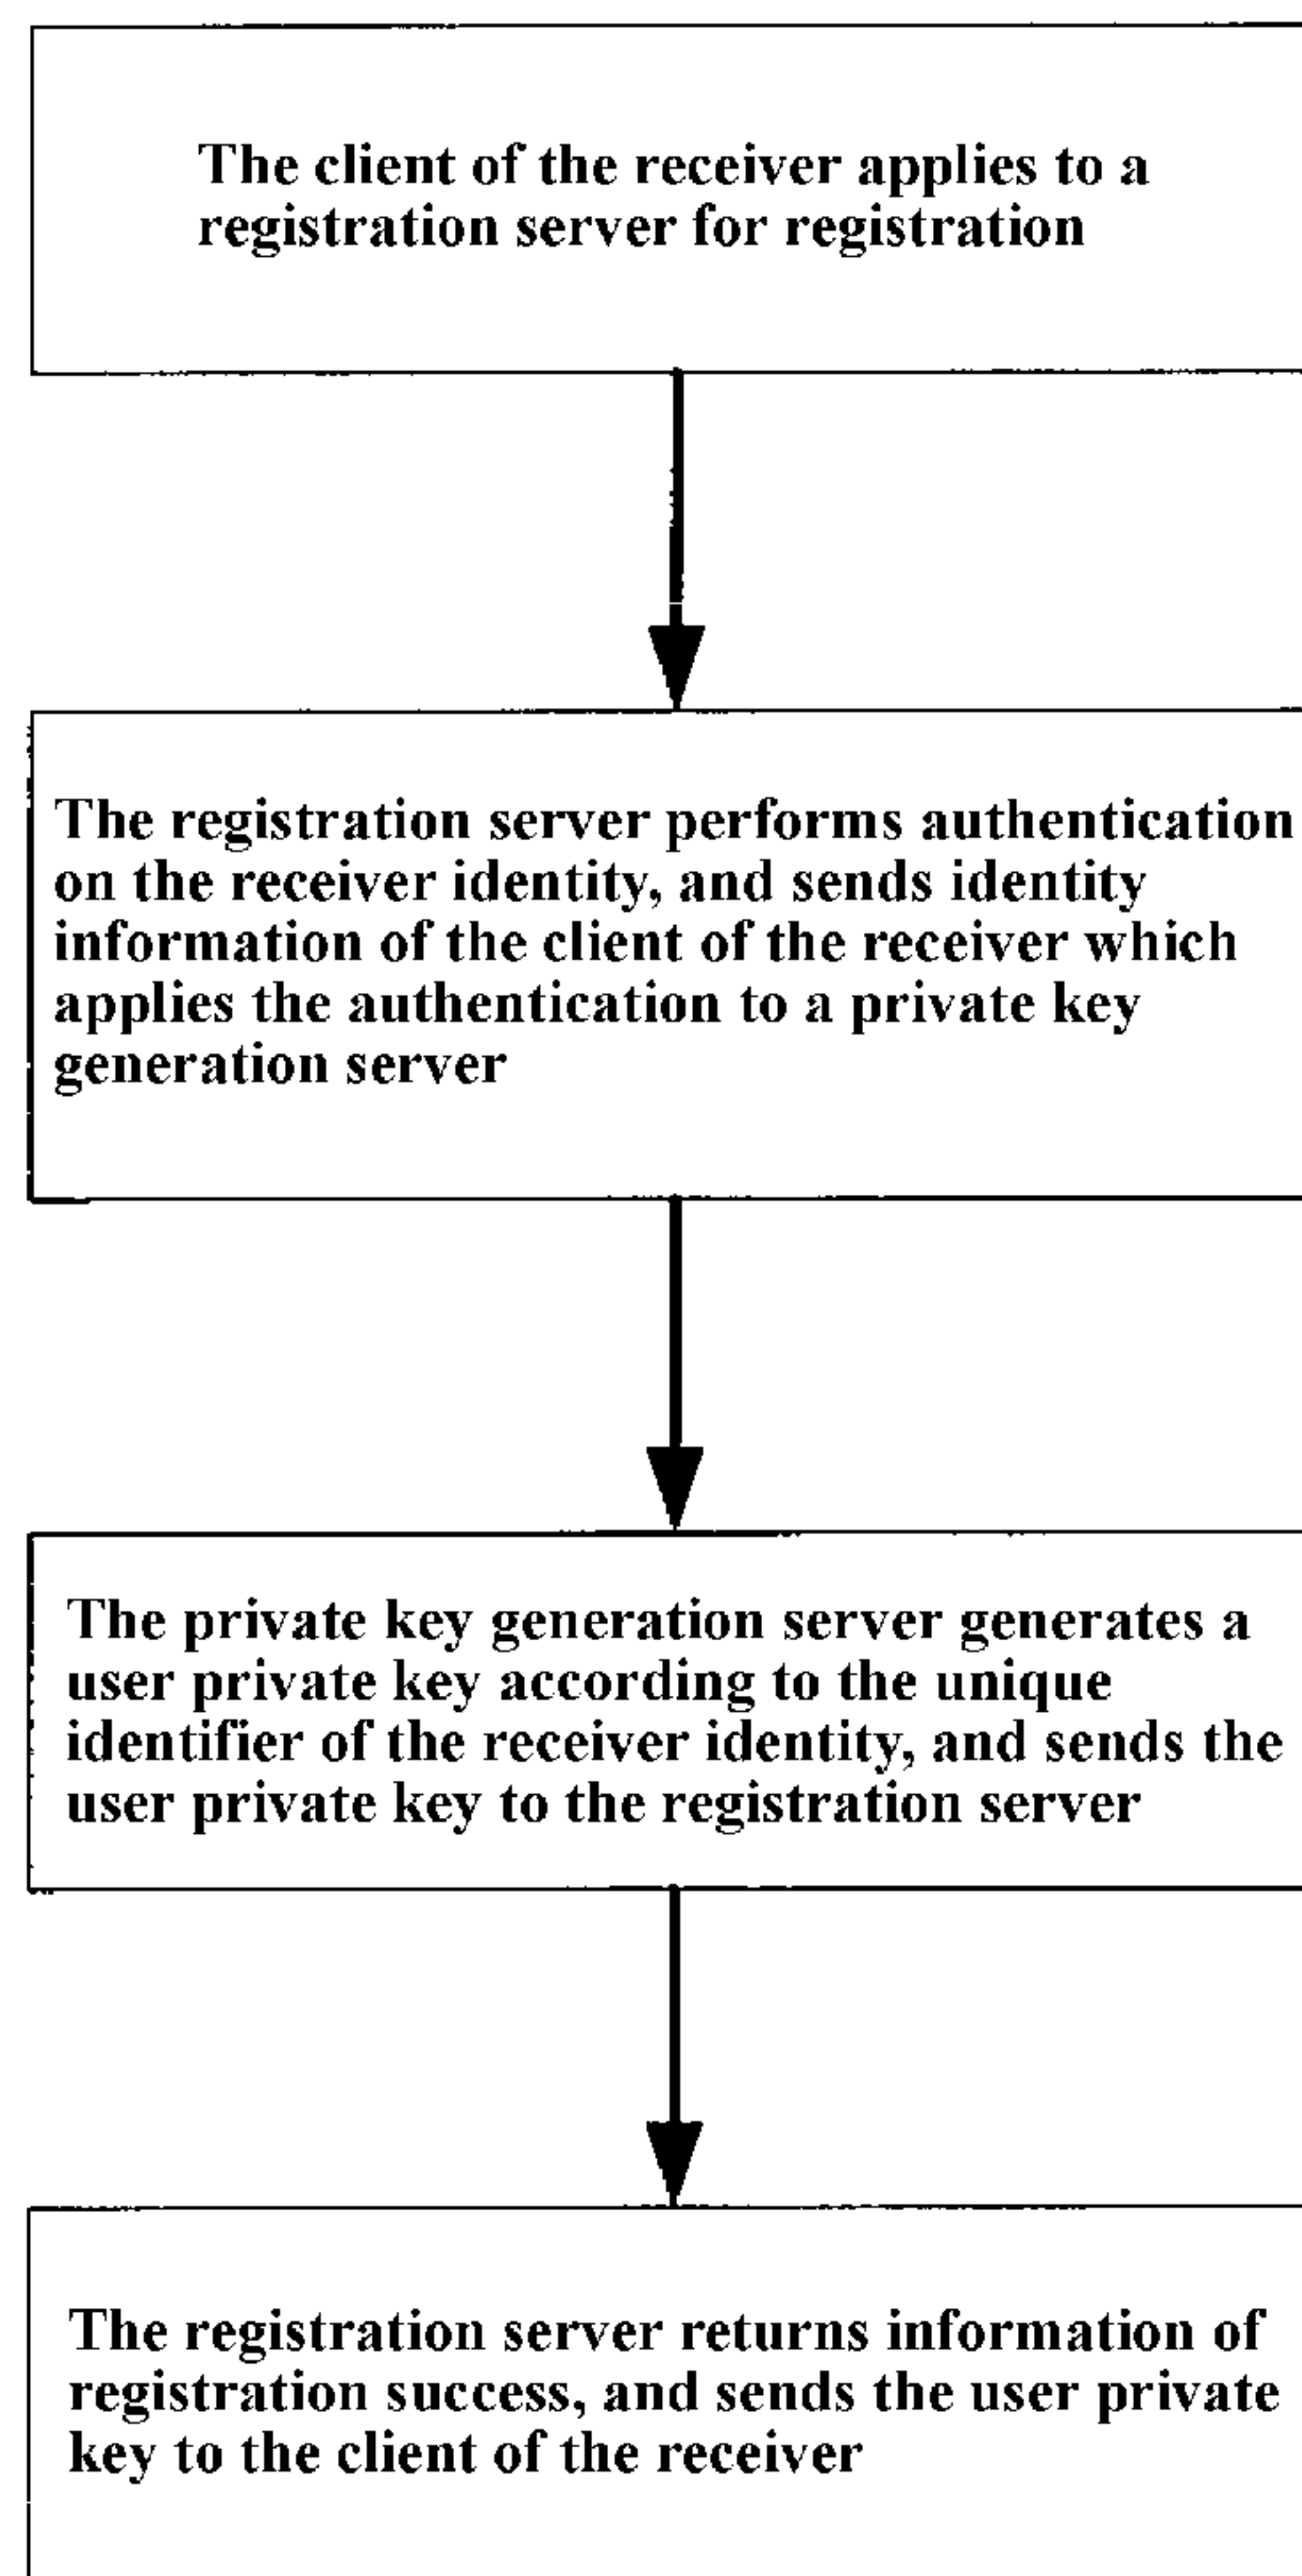 The client of the receiver applies to a
registration server for registration
The registration server performs authentication
on the receiver identity, and sends identity
information of the client of the receiver which
applies the authentication to a private key
generation server
The private key generation server generates a
user private key according to the unique
identifier of the receiver identity, and sends the
user private key to the registration server
The registration server returns information of
registration success, and sends the user private
key to the client of the receiver